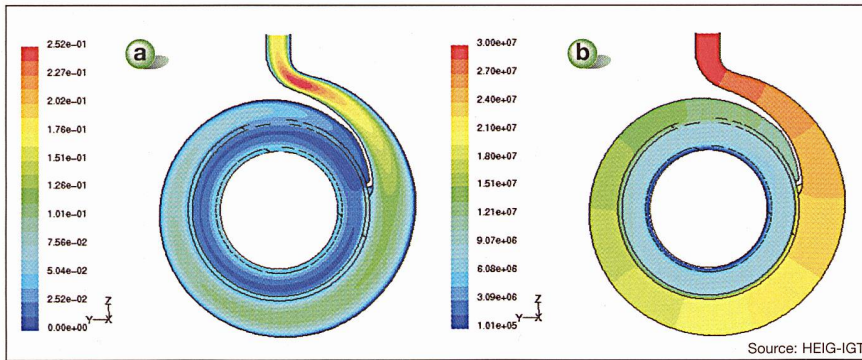 a
2.52e-01
2.27e-01
2.02e-01
1.76e-01
1.51e-01
1.26e-01
1.01e-01
7.56e-02
5.04e-02
2.52e-02
0.00e+00
Z
Y X
b
3.00e+07
2.70e+07
2.40e+07
2.10e+07
1.80e+07
1.51e+07
1.21e+07
9.07e+06
6.08e+06
3.09e+06
1.01e+05
Z
Y X
Source: HEIG-IGT